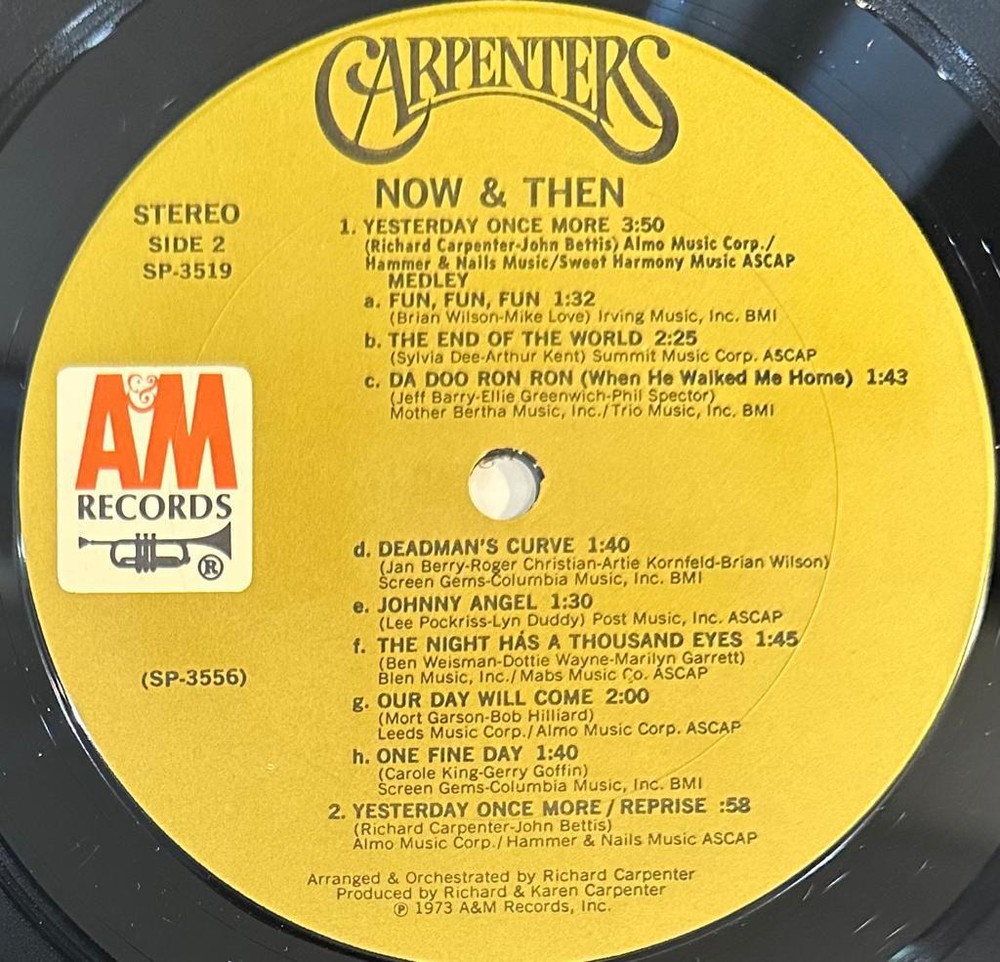 CARPENTERS
NOW & THEN
STEREO
SIDE 2
SP-3519
1. YESTERDAY ONCE MORE 3:50
(Richard Carpenter-John Bettis) Almo Music Corp./
Hammer & Nails Music/Sweet Harmony Music ASCAP
MEDLEY
a. FUN, FUN, FUN 1:32
(Brian Wilson-Mike Love) Irving Music, Inc. BMI
b. THE END OF THE WORLD 2:25
(Sylvia Dee-Arthur Kent) Summit Music Corp. ASCAP
c. DA DOO RON RON (When He Walked Me Home) 1:43
(Jeff Barry-Ellie Greenwich-Phil Spector)
Mother Bertha Music, Inc./Trio Music, Inc. BMI
A&M
RECORDS
®
d. DEADMAN'S CURVE 1:40
(Jan Berry-Roger Christian-Artie Kornfeld-Brian Wilson)
Screen Gems-Columbia Music, Inc. BMI
e. JOHNNY ANGEL 1:30
(Lee Pockriss-Lyn Duddy) Post Music, Inc. ASCAP
f. THE NIGHT HAS A THOUSAND EYES 1:45
(Ben Weisman-Dottie Wayne-Marilyn Garrett)
Blen Music, Inc./Mabs Music Co. ASCAP
(SP-3556)
g. OUR DAY WILL COME 2:00
(Mort Garson-Bob Hilliard)
Leeds Music Corp./Almo Music Corp. ASCAP
h. ONE FINE DAY 1:40
(Carole King-Gerry Goffin)
Screen Gems-Columbia Music, Inc. BMI
2. YESTERDAY ONCE MORE/REPRISE :58
(Richard Carpenter-John Bettis)
Almo Music Corp./Hammer & Nails Music ASCAP
Arranged & Orchestrated by Richard Carpenter
Produced by Richard & Karen Carpenter
℗ 1973 A&M Records, Inc.